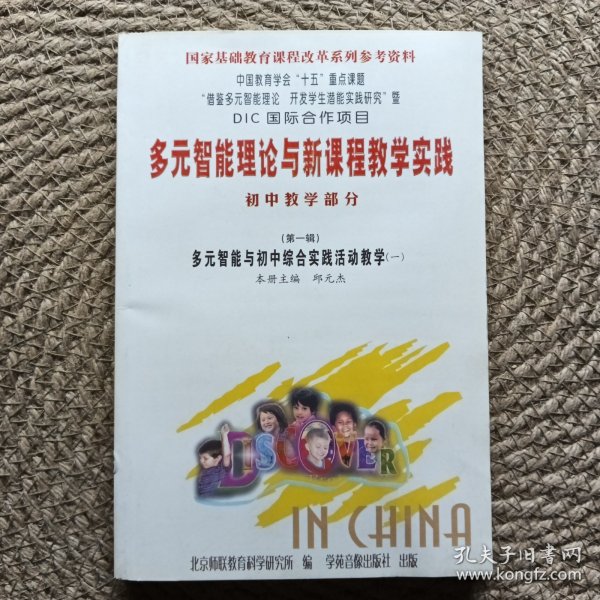 国家基础教育课程改革系列参考资料
中国教育学会“十五”重点课题
“借鉴多元智能理论 开发学生潜能实践研究”暨
DIC 国际合作项目
多元智能理论与新课程教学实践
初中教学部分
(第一辑)
多元智能与初中综合实践活动教学(一)
本册主编 邱元杰
DISCOVER
IN CHINA
北京师联教育科学研究所 编 学苑音像出版社 出版
孔夫子旧书网
www.kongfz.com